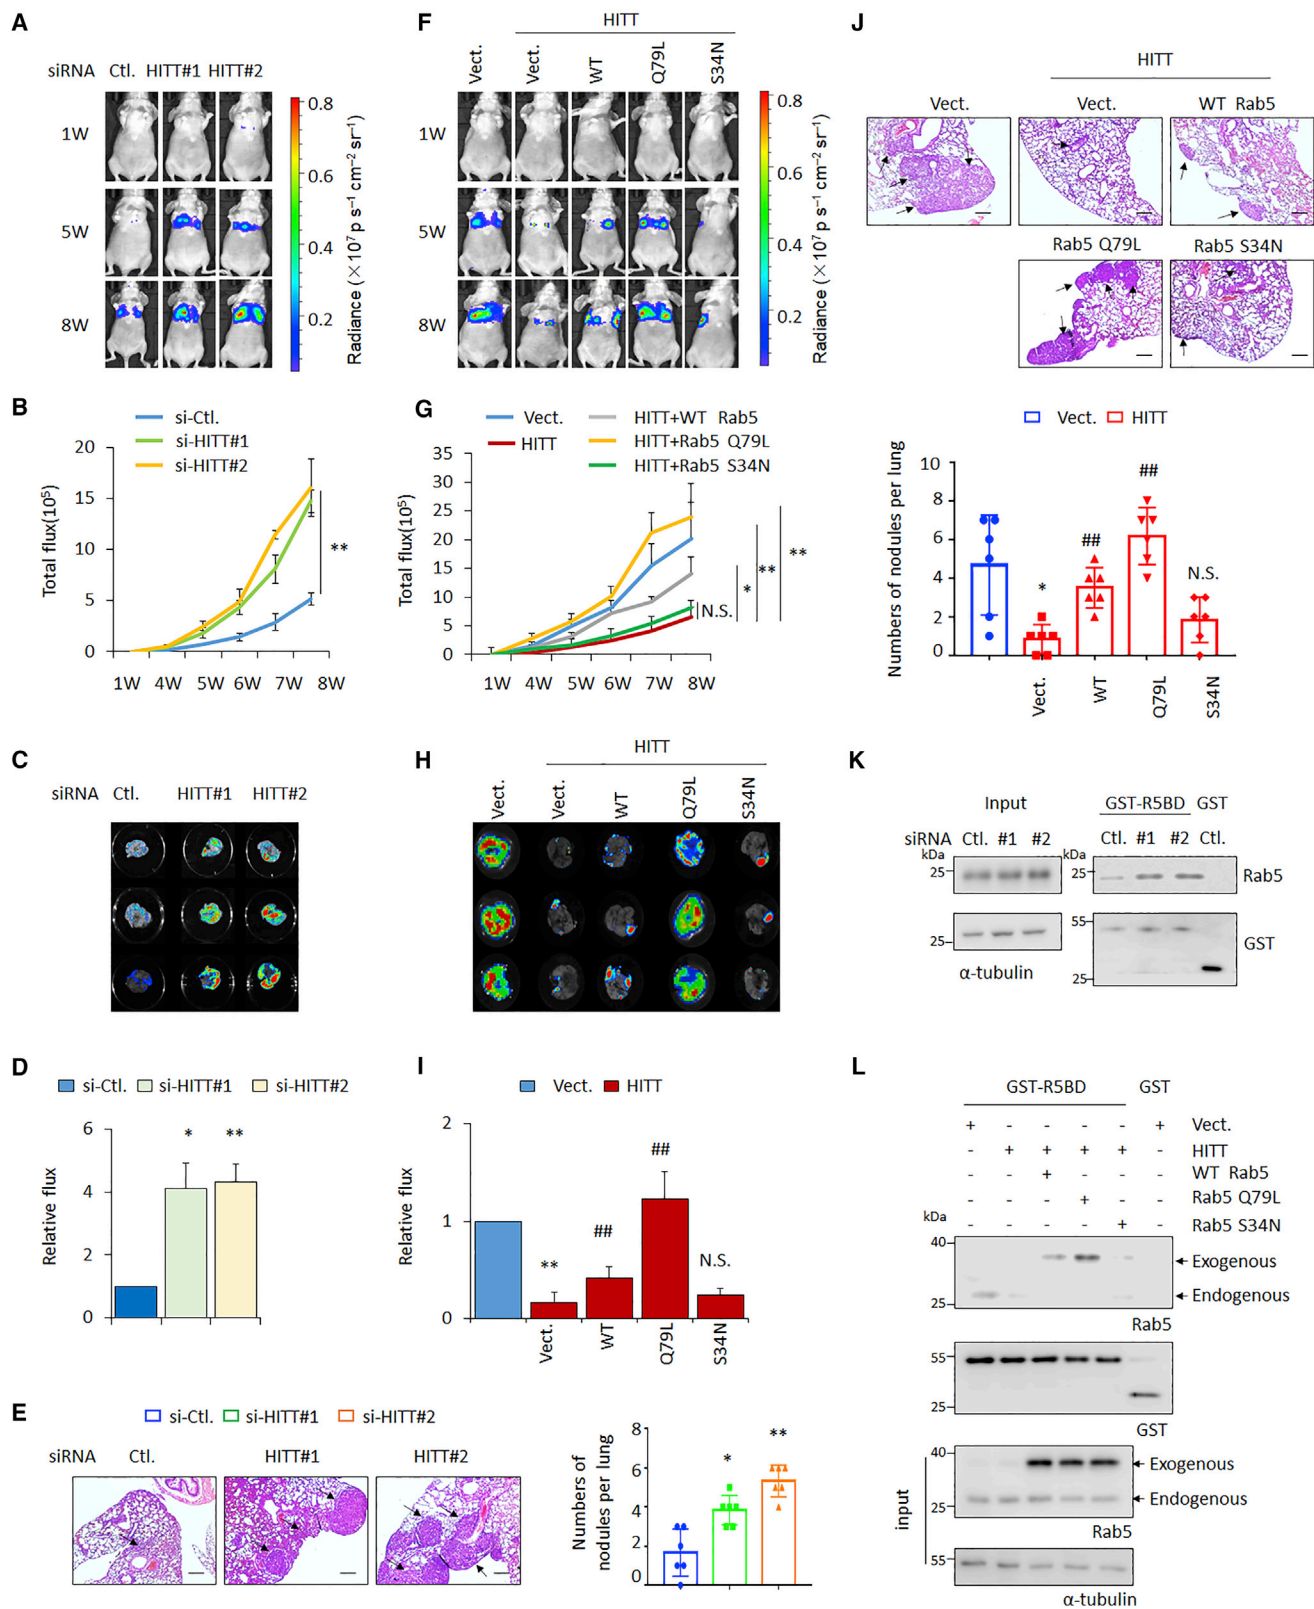 A
siRNA Ctl. HITT#1 HITT#2
1W
5W
8W
0.8
0.6
0.4
0.2
Radiance (×10⁷ p s⁻¹ cm⁻² sr⁻¹)
B
si-Ctl.
si-HITT#1
si-HITT#2
Total flux(10⁵)
20
15
10
5
0
1W 4W 5W 6W 7W 8W
**
C
siRNA Ctl. HITT#1 HITT#2
D
si-Ctl. si-HITT#1 si-HITT#2
Relative flux
6
4
2
0
* **
E
si-Ctl. si-HITT#1 si-HITT#2
siRNA Ctl. HITT#1 HITT#2
Numbers of
nodules per lung
8
6
4
2
0
* **
F
HITT
Vect. Vect. WT Q79L S34N
1W
5W
8W
0.8
0.6
0.4
0.2
Radiance (×10⁷ p s⁻¹ cm⁻² sr⁻¹)
G
Vect. HITT+WT Rab5
HITT HITT+Rab5 Q79L
HITT+Rab5 S34N
Total flux(10⁵)
35
30
25
20
15
10
5
0
1W 4W 5W 6W 7W 8W
N.S. * ** **
H
HITT
Vect. Vect. WT Q79L S34N
I
Vect. HITT
Relative flux
2
1
0
** ## ## N.S.
Vect. WT Q79L S34N
J
HITT
Vect. Vect. WT Rab5
Rab5 Q79L Rab5 S34N
Vect. HITT
Numbers of nodules per lung
10
8
6
4
2
0
* ## ## N.S.
Vect. WT Q79L S34N
K
Input GST-R5BD GST
siRNA Ctl. #1 #2 Ctl. #1 #2 Ctl.
kDa kDa
25 25 Rab5
55
25 25 GST
α-tubulin
L
GST-R5BD GST
+ - - - - + Vect.
- + + + + - HITT
- - + - - - WT Rab5
- - - + - - Rab5 Q79L
- - - - + - Rab5 S34N
kDa
40
Exogenous
Endogenous
25
Rab5
55
25
GST
input
40
Exogenous
Endogenous
25
Rab5
55
α-tubulin